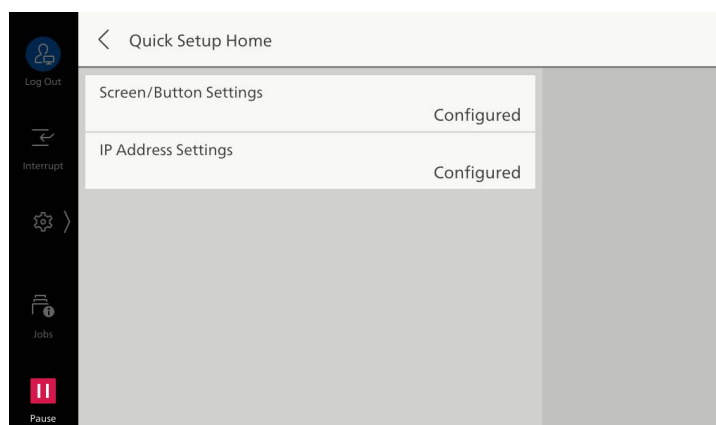 Quick Setup Home
Log Out
Screen/Button Settings
Configured
Interrupt
IP Address Settings
Configured
Jobs
Pause